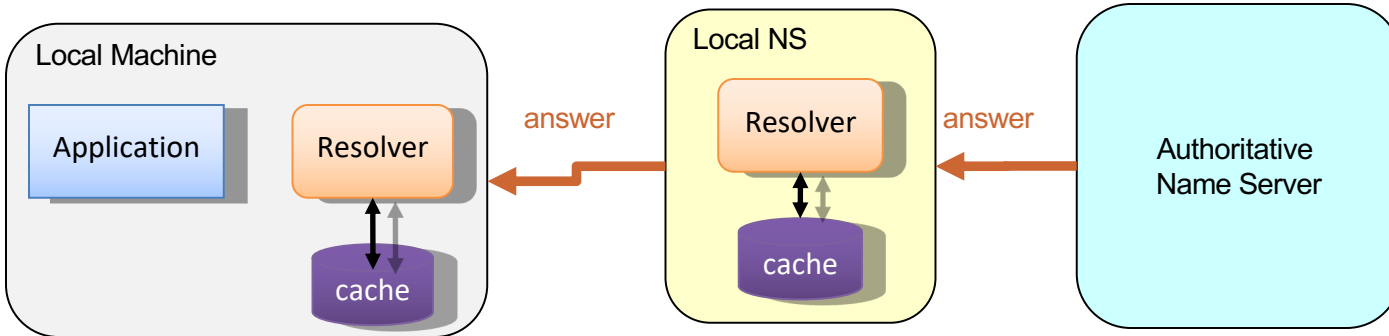 Local Machine
Application
Resolver
cache
answer
Local NS
Resolver
cache
answer
Authoritative
Name Server